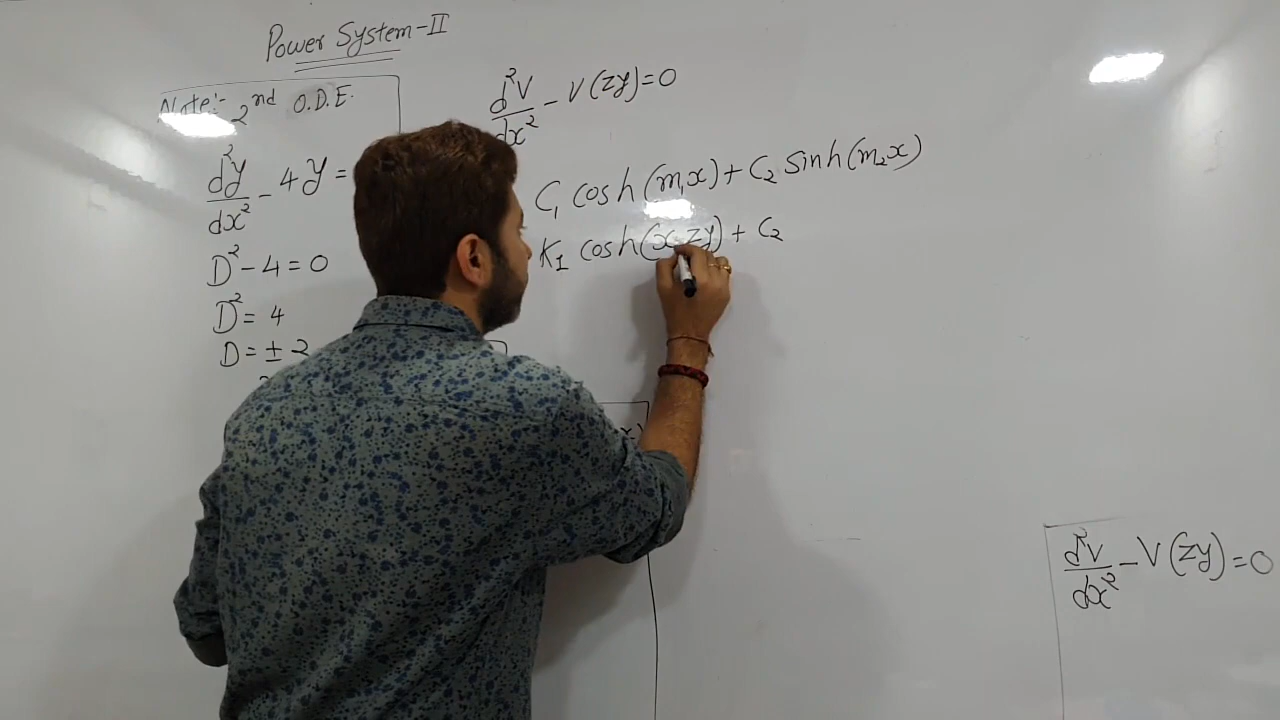 Power System-II
Note:- 2nd O.D.E.
d²y/dx² - 4y =
D² - 4 = 0
D² = 4
D = ± 2
d²V/dx² - V(zy) = 0
C₁ cosh(m₁x) + C₂ sinh(m₂x)
K₁ cosh(x zy) + C₂
x)
d²V/dx² - V(zy) = 0